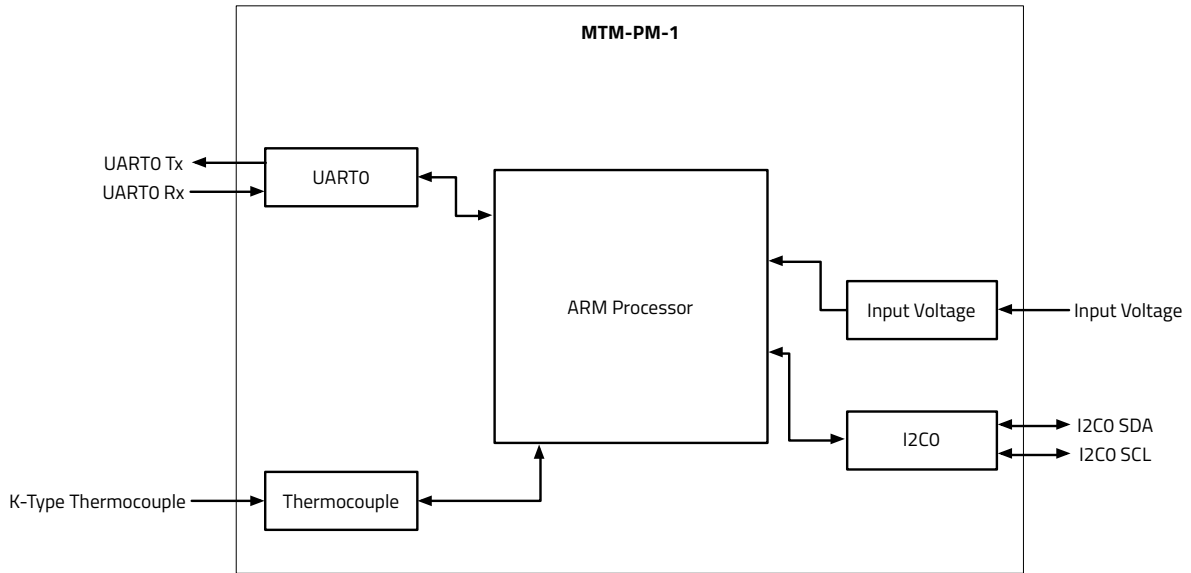 MTM-PM-1
UART0 Tx
UART0 Rx
UART0
ARM Processor
Input Voltage
Input Voltage
I2C0
I2C0 SDA
I2C0 SCL
K-Type Thermocouple
Thermocouple